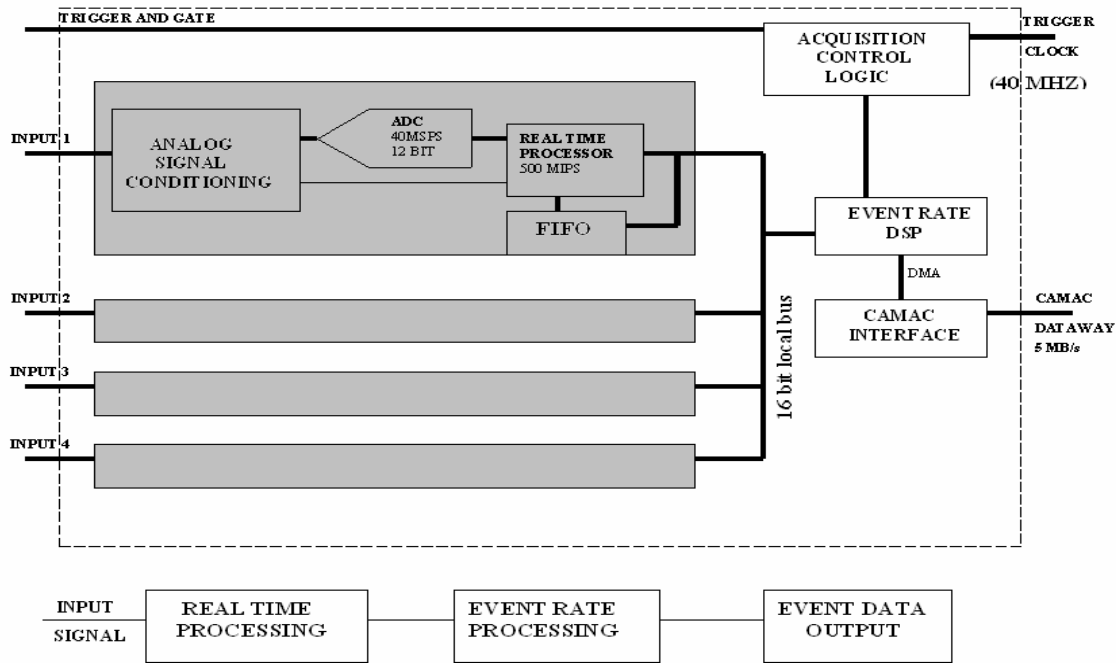 TRIGGER AND GATE
TRIGGER
CLOCK
(40 MHZ)
ACQUISITION
CONTROL
LOGIC
INPUT 1
ANALOG
SIGNAL
CONDITIONING
ADC
40MSPS
12 BIT
REAL TIME
PROCESSOR
500 MIPS
FIFO
EVENT RATE
DSP
DMA
INPUT 2
CAMAC
INTERFACE
CAMAC
DATAWAY
5 MB/s
16 bit local bus
INPUT 3
INPUT 4
INPUT
SIGNAL
REAL TIME
PROCESSING
EVENT RATE
PROCESSING
EVENT DATA
OUTPUT